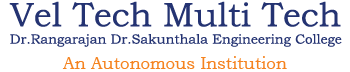 Vel Tech Multi Tech
Dr.Rangarajan Dr.Sakunthala Engineering College
An Autonomous Institution